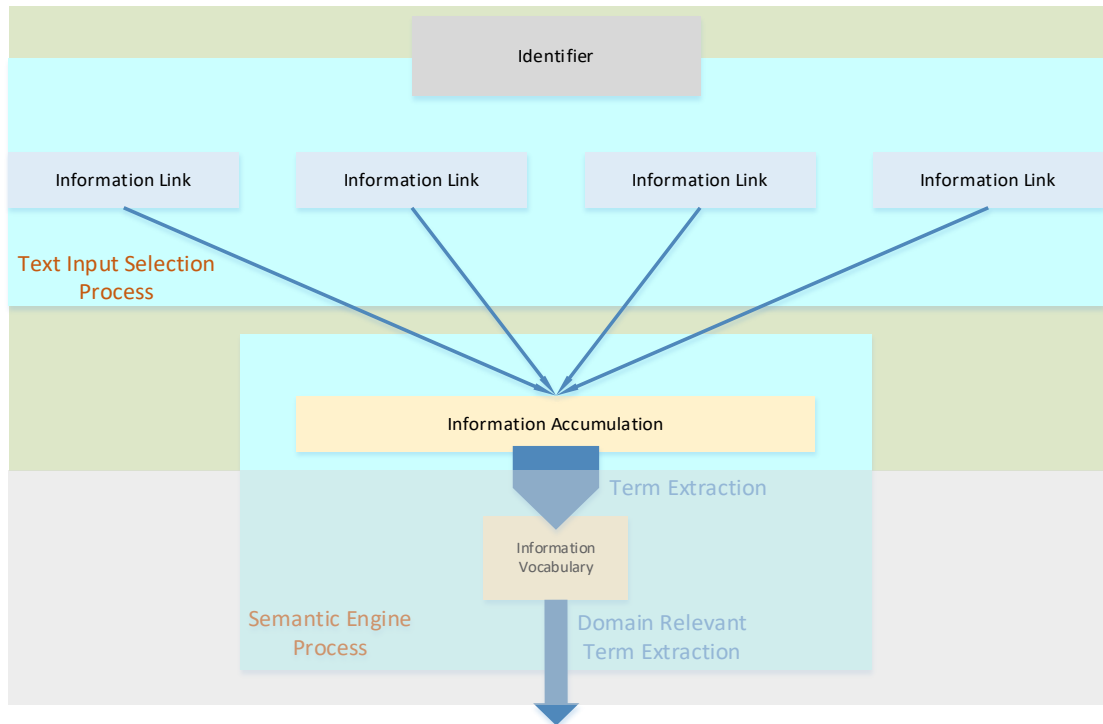 Identifier
Information Link
Information Link
Information Link
Information Link
Text Input Selection
Process
Information Accumulation
Term Extraction
Information
Vocabulary
Semantic Engine
Process
Domain Relevant
Term Extraction